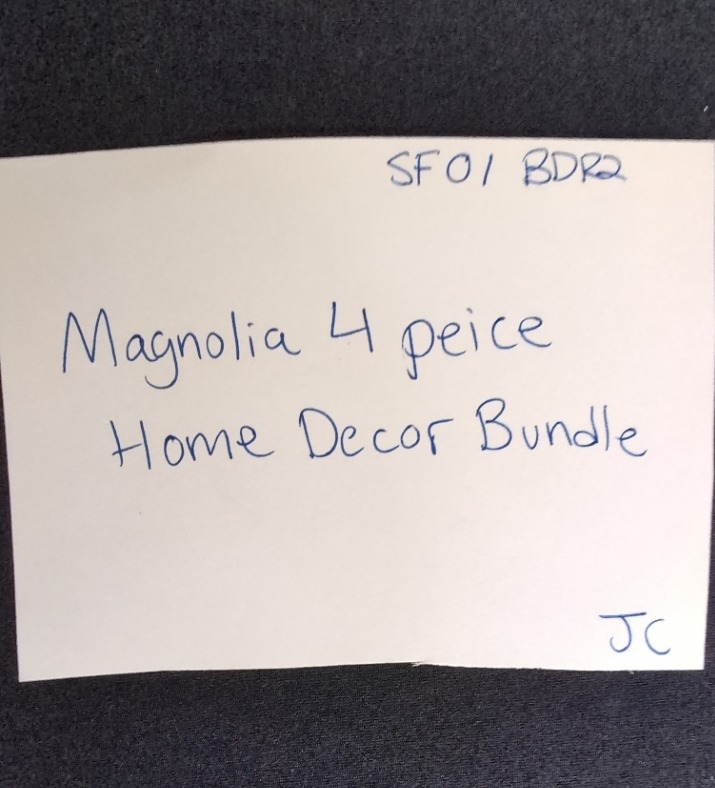 SF01 BDR2
Magnolia 4 peice
Home Decor Bundle
JC